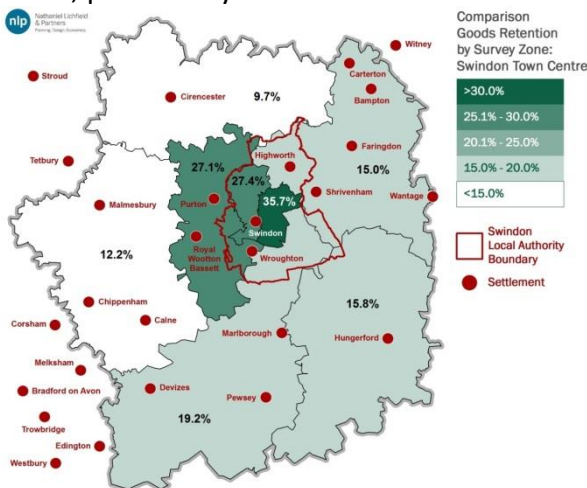 nlp
Nathaniel Lichfield
& Partners
Planning. Design. Economics.
Comparison
Goods Retention
by Survey Zone:
Swindon Town Centre
>30.0%
25.1% - 30.0%
20.1% - 25.0%
15.0% - 20.0%
<15.0%
Swindon
Local Authority
Boundary
Settlement
Witney
Stroud
Carterton
Bampton
Cirencester
9.7%
Faringdon
Tetbury
27.1%
Highworth
15.0%
27.4%
Shrivenham
Wantage
Malmesbury
Purton
35.7%
Swindon
12.2%
Royal
Wootton
Bassett
Wroughton
Chippenham
15.8%
Corsham
Calne
Marlborough
Hungerford
Melksham
Bradford on Avon
Devizes
Pewsey
Trowbridge
19.2%
Edington
Westbury